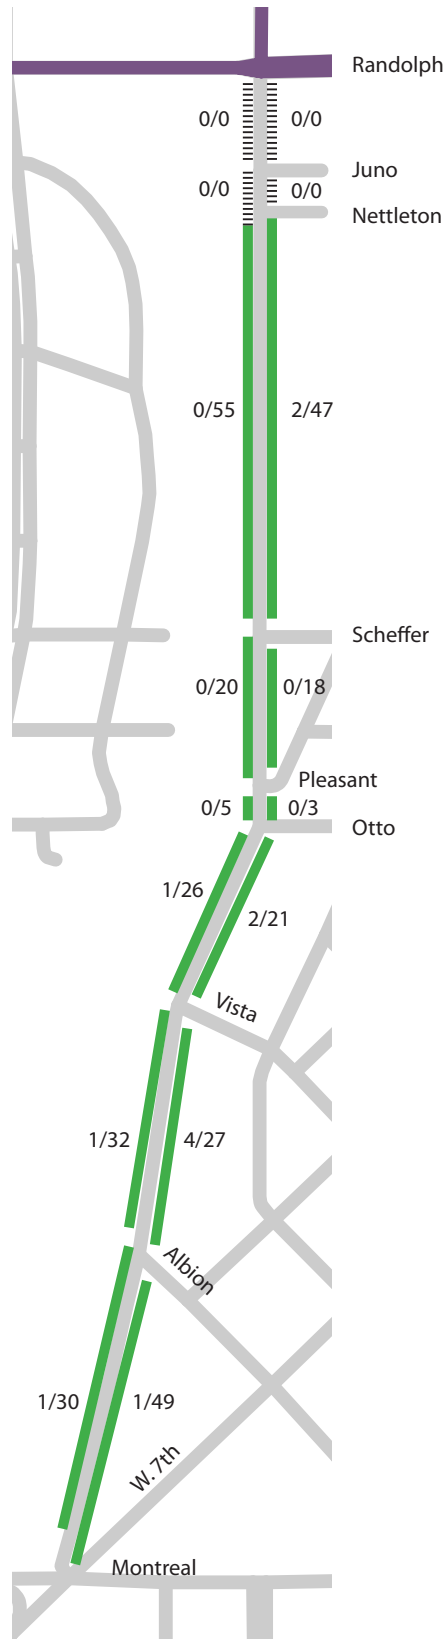 Randolph
0/0
0/0
Juno
0/0
0/0
Nettleton
0/55
2/47
Scheffer
0/20
0/18
Pleasant
0/5
0/3
Otto
1/26
2/21
Vista
1/32
4/27
Albion
1/30
1/49
W. 7th
Montreal